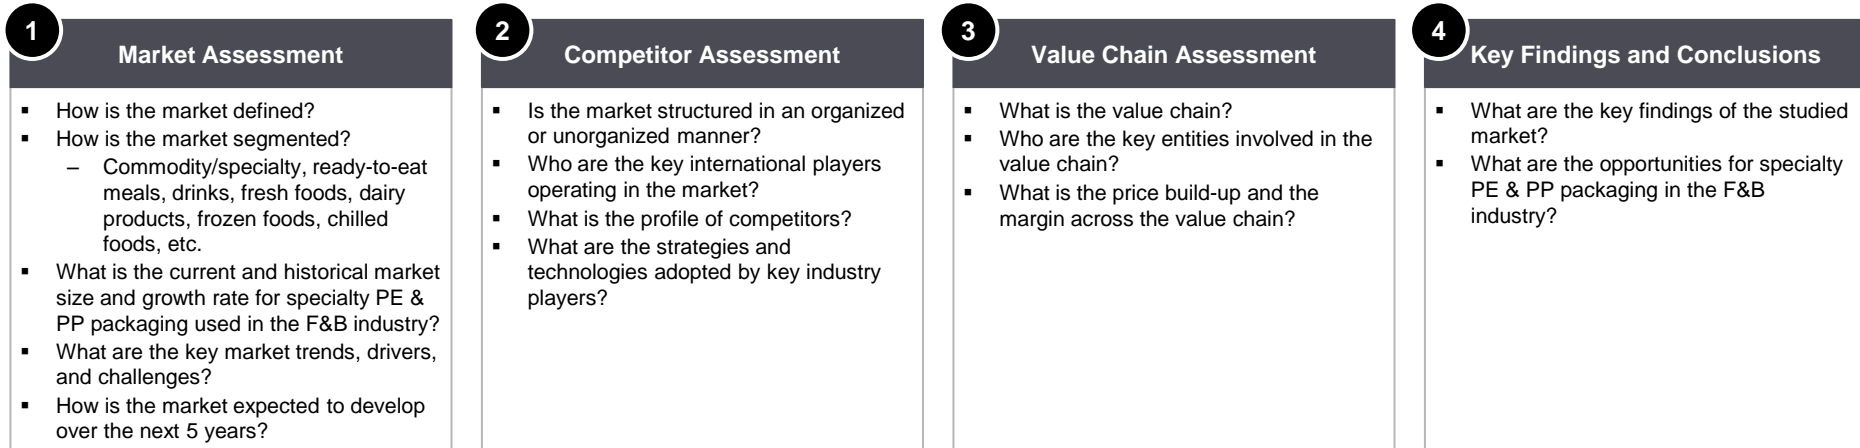 1
Market Assessment
▪ How is the market defined?
▪ How is the market segmented?
– Commodity/specialty, ready-to-eat
meals, drinks, fresh foods, dairy
products, frozen foods, chilled
foods, etc.
▪ What is the current and historical market
size and growth rate for specialty PE &
PP packaging used in the F&B industry?
▪ What are the key market trends, drivers,
and challenges?
▪ How is the market expected to develop
over the next 5 years?
2
Competitor Assessment
▪ Is the market structured in an organized
or unorganized manner?
▪ Who are the key international players
operating in the market?
▪ What is the profile of competitors?
▪ What are the strategies and
technologies adopted by key industry
players?
3
Value Chain Assessment
▪ What is the value chain?
▪ Who are the key entities involved in the
value chain?
▪ What is the price build-up and the
margin across the value chain?
4
Key Findings and Conclusions
▪ What are the key findings of the studied
market?
▪ What are the opportunities for specialty
PE & PP packaging in the F&B
industry?